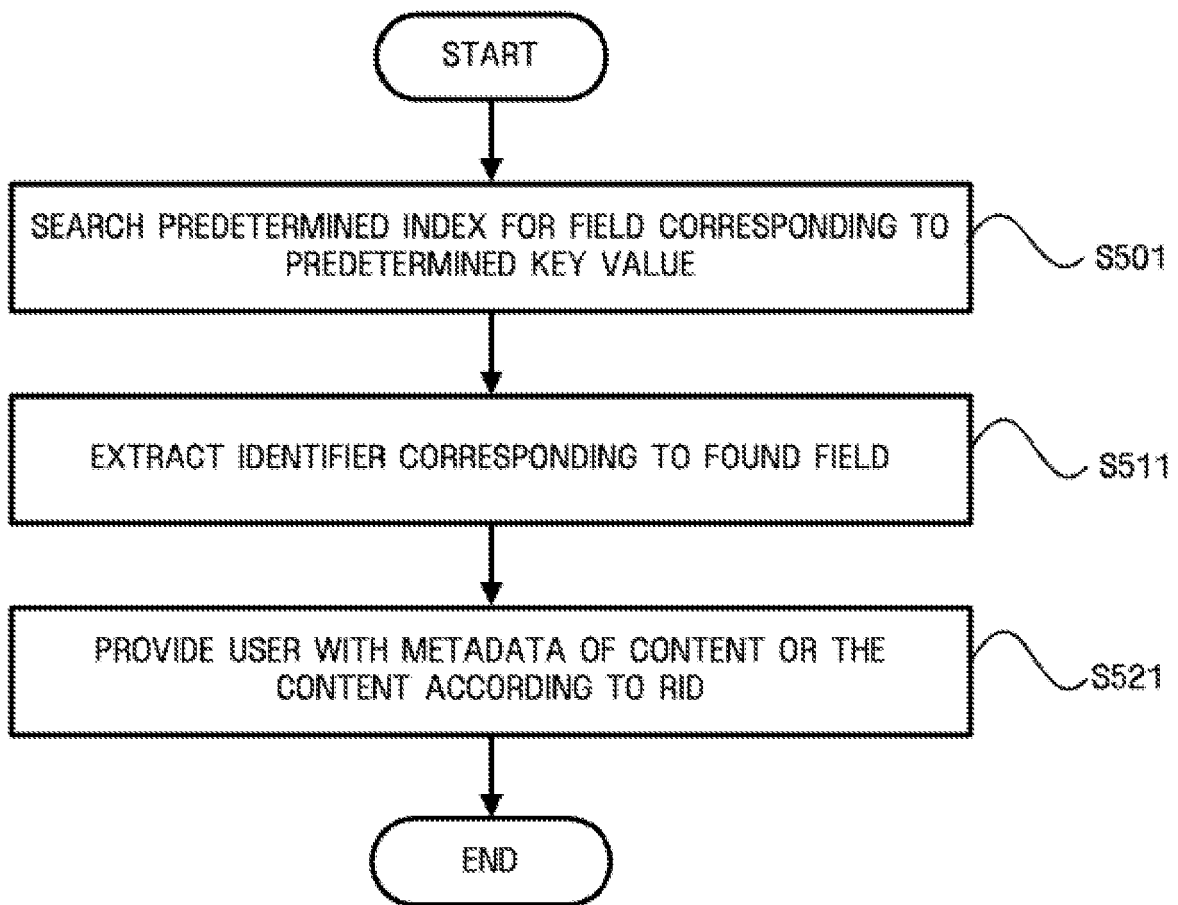 START
SEARCH PREDETERMINED INDEX FOR FIELD CORRESPONDING TO
PREDETERMINED KEY VALUE
S501
EXTRACT IDENTIFIER CORRESPONDING TO FOUND FIELD
S511
PROVIDE USER WITH METADATA OF CONTENT OR THE
CONTENT ACCORDING TO RID
S521
END